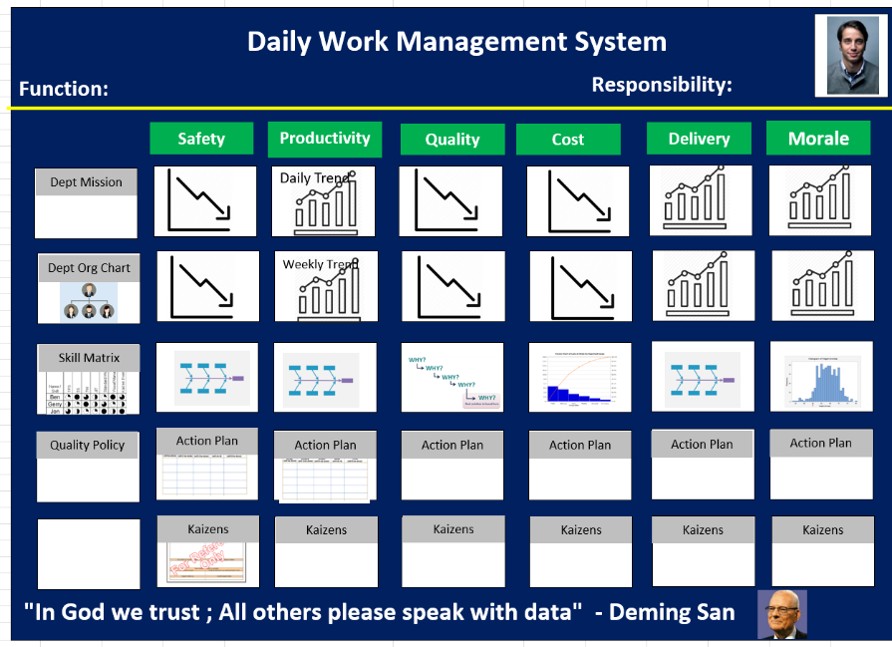 Daily Work Management System
Function:
Responsibility:
Safety
Productivity
Quality
Cost
Delivery
Morale
Dept Mission
Daily Trend
Dept Org Chart
Weekly Trend
Skill Matrix
Ben
Gerry
Jon
WHY?
WHY?
WHY?
WHY?
WHY?
Quality Policy
Action Plan
Action Plan
Action Plan
Action Plan
Action Plan
Action Plan
Kaizens
Kaizens
Kaizens
Kaizens
Kaizens
Kaizens
"In God we trust ; All others please speak with data" - Deming San